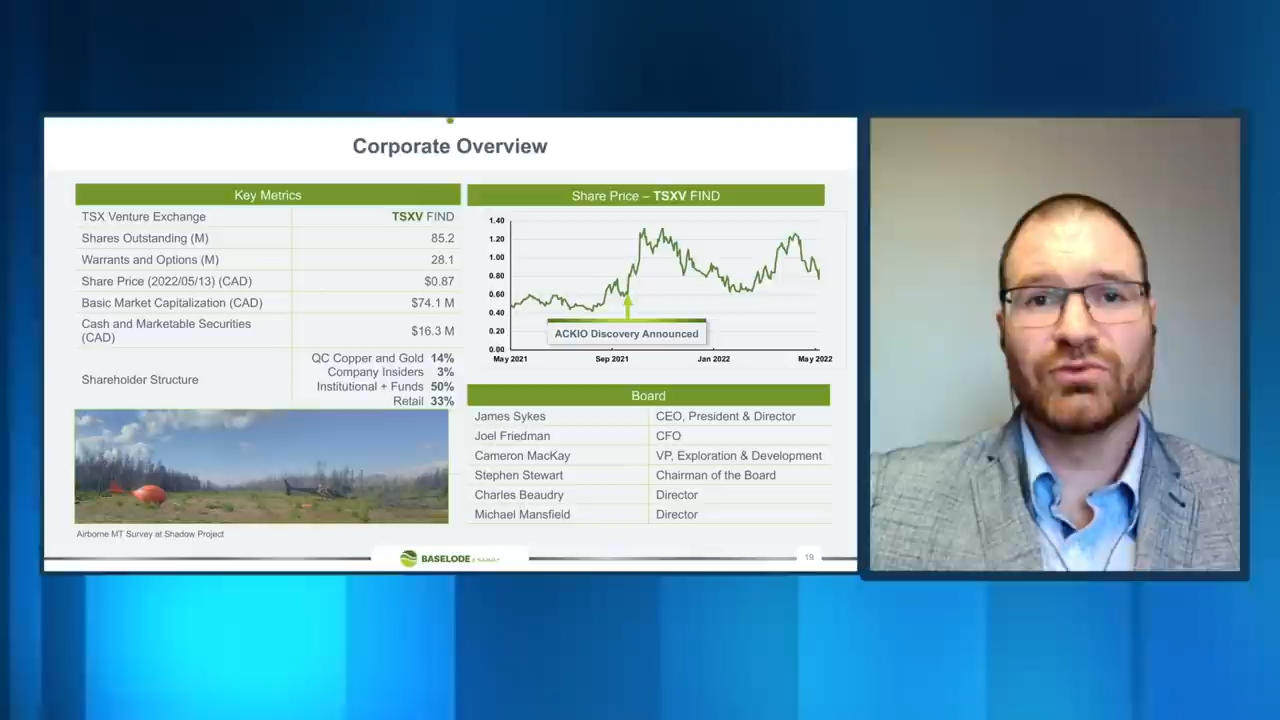 Corporate Overview
Key Metrics
TSX Venture Exchange TSXV FIND
Shares Outstanding (M) 85.2
Warrants and Options (M) 28.1
Share Price (2022/05/13) (CAD) $0.87
Basic Market Capitalization (CAD) $74.1 M
Cash and Marketable Securities
(CAD) $16.3 M
Shareholder Structure
QC Copper and Gold 14%
Company Insiders 3%
Institutional + Funds 50%
Retail 33%
Airborne MT Survey at Shadow Project
Share Price – TSXV FIND
1.40
1.20
1.00
0.80
0.60
0.40
0.20
0.00
ACKIO Discovery Announced
May 2021 Sep 2021 Jan 2022 May 2022
Board
James Sykes CEO, President & Director
Joel Friedman CFO
Cameron MacKay VP, Exploration & Development
Stephen Stewart Chairman of the Board
Charles Beaudry Director
Michael Mansfield Director
BASELODE
19